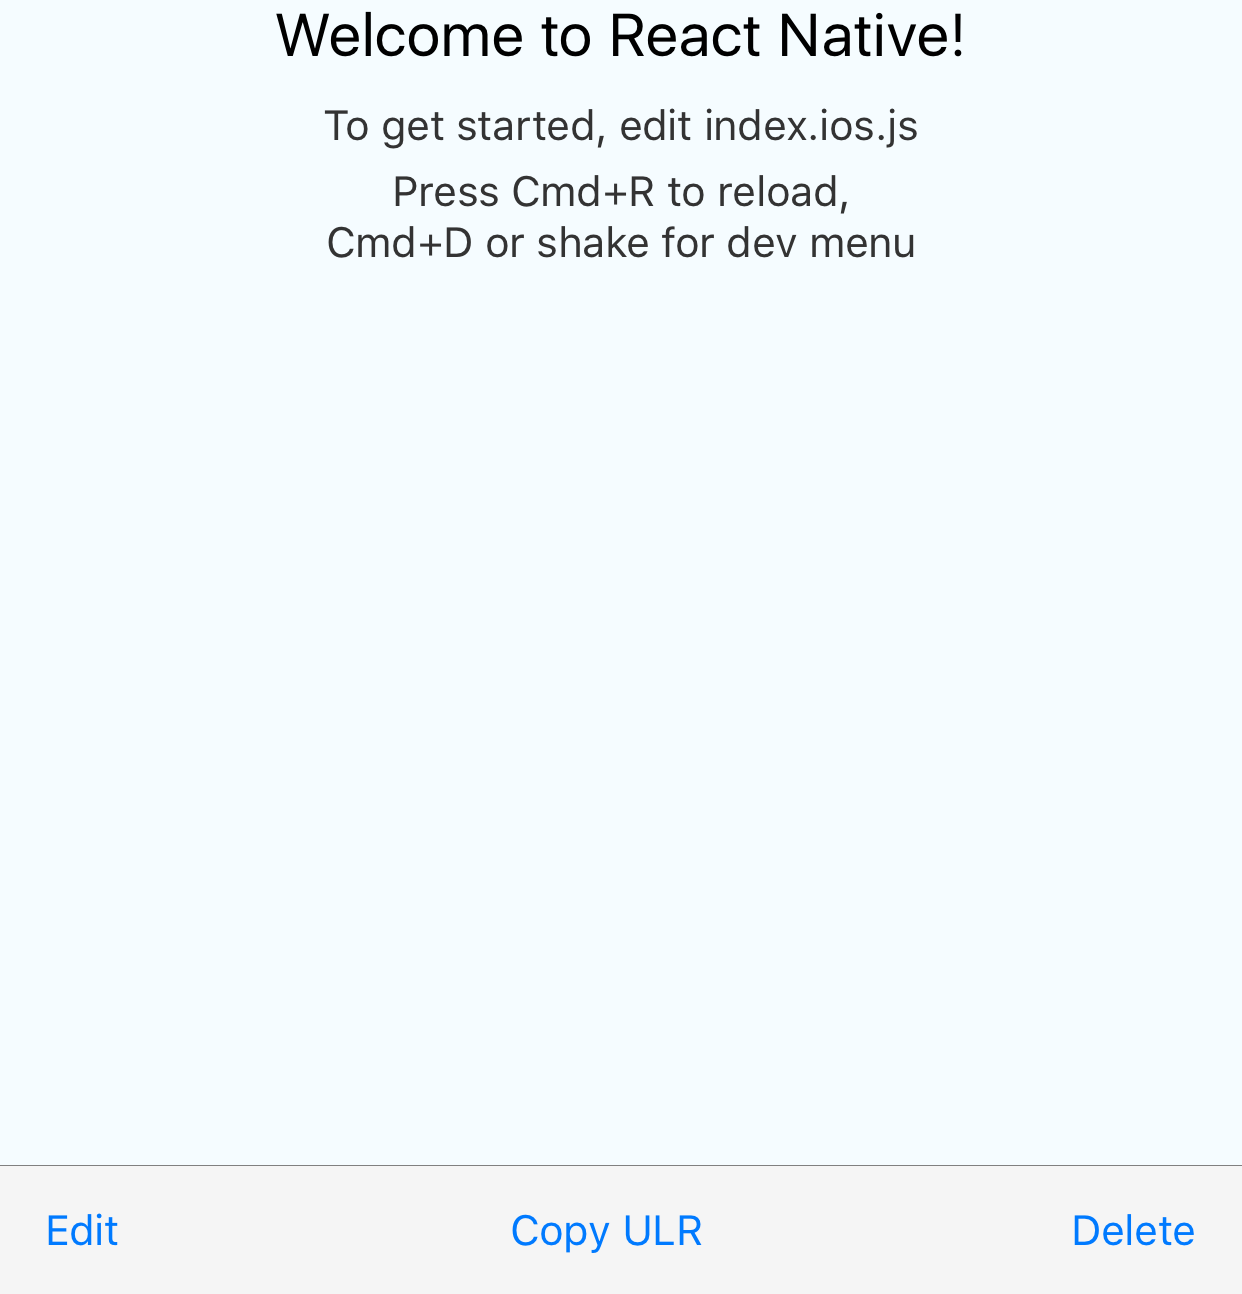 Welcome to React Native!
To get started, edit index.ios.js
Press Cmd+R to reload,
Cmd+D or shake for dev menu
Edit Copy ULR Delete